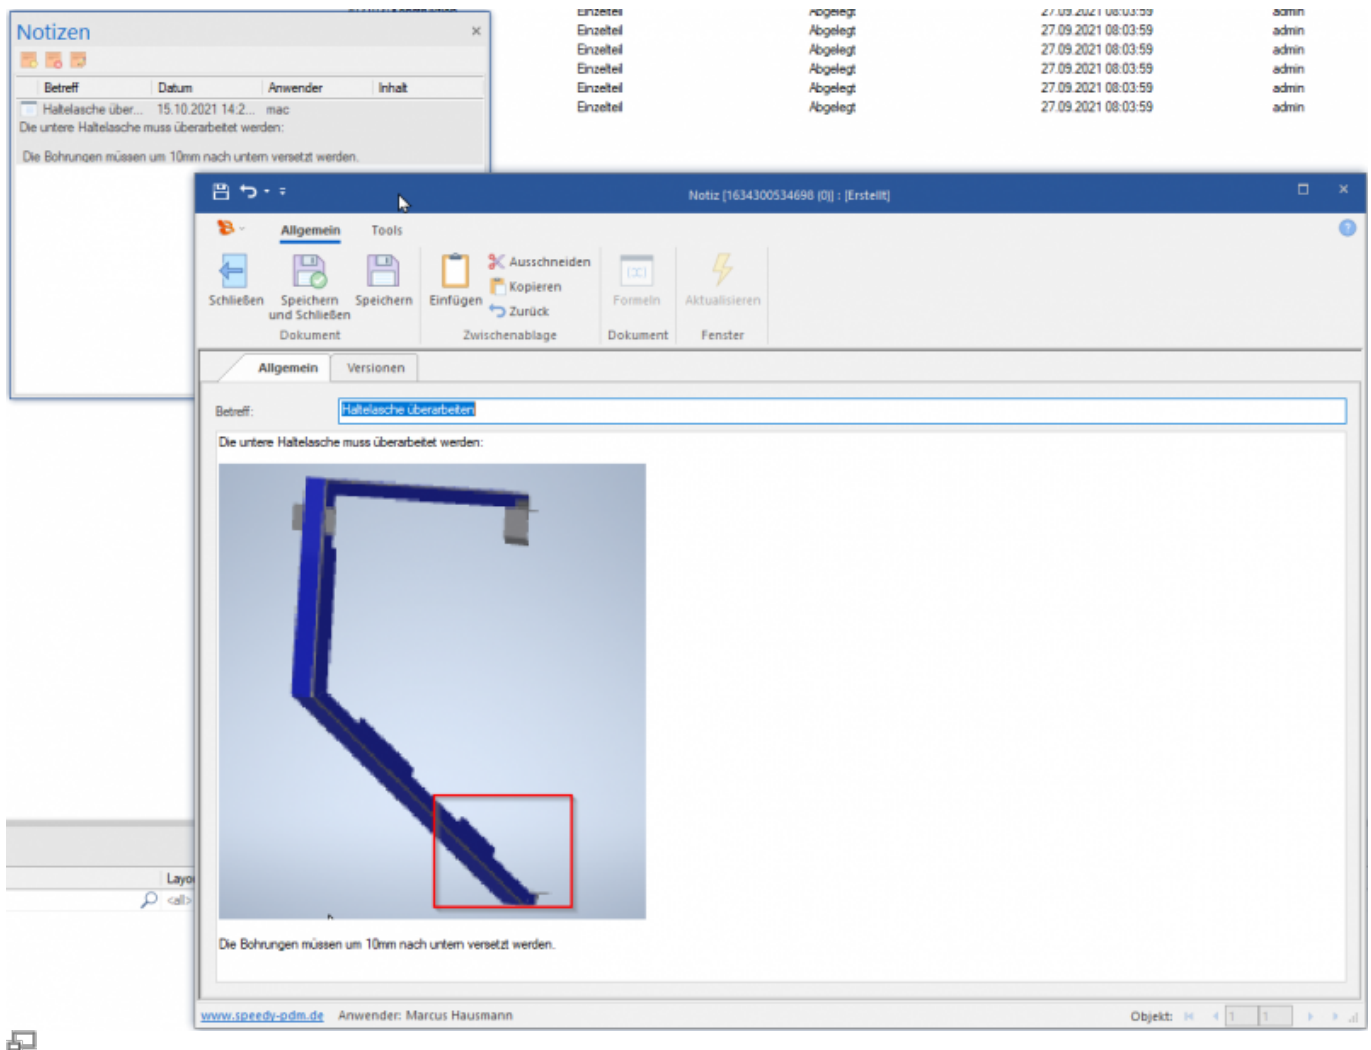 Einzelteil Abgelegt 27.09.2021 08:03:59 admin
Notizen
Einzelteil Abgelegt 27.09.2021 08:03:59 admin
Einzelteil Abgelegt 27.09.2021 08:03:59 admin
Einzelteil Abgelegt 27.09.2021 08:03:59 admin
Einzelteil Abgelegt 27.09.2021 08:03:59 admin
Einzelteil Abgelegt 27.09.2021 08:03:59 admin
Betreff Datum Anwender Inhalt
Haltelasche über... 15.10.2021 14:2... mac
Die untere Haltelasche muss überarbeitet werden:
Die Bohrungen müssen um 10mm nach untern versetzt werden.
Notiz [1634300534698 (0)] : [Erstellt]
Allgemein Tools
Schließen
Speichern und Schließen
Speichern
Dokument
Einfügen
Ausschneiden
Kopieren
Zurück
Zwischenablage
Formeln
Dokument
Aktualisieren
Fenster
Allgemein Versionen
Betreff: Haltelasche überarbeiten
Die untere Haltelasche muss überarbeitet werden:
Die Bohrungen müssen um 10mm nach untern versetzt werden.
Layo
<all>
www.speedy-pdm.de Anwender: Marcus Hausmann Objekt: 1 1